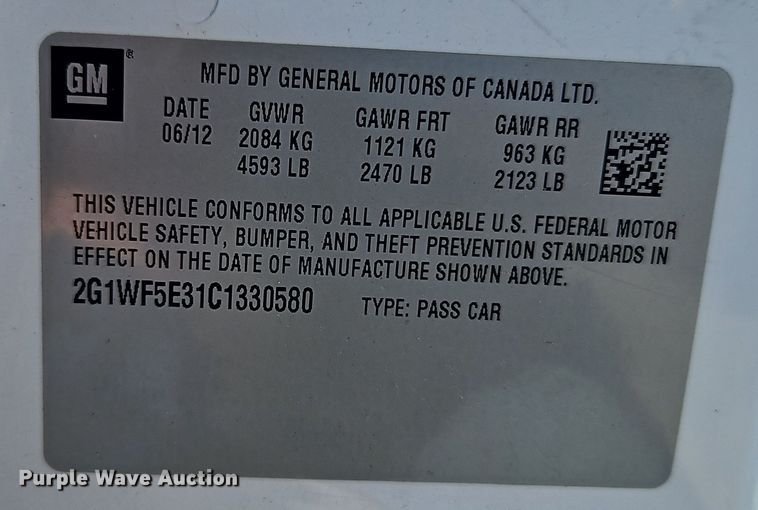 GM®
MFD BY GENERAL MOTORS OF CANADA LTD.
DATE GVWR GAWR FRT GAWR RR
06/12 2084 KG 1121 KG 963 KG
4593 LB 2470 LB 2123 LB
THIS VEHICLE CONFORMS TO ALL APPLICABLE U.S. FEDERAL MOTOR
VEHICLE SAFETY, BUMPER, AND THEFT PREVENTION STANDARDS IN
EFFECT ON THE DATE OF MANUFACTURE SHOWN ABOVE.
2G1WF5E31C1330580 TYPE: PASS CAR
Purple Wave Auction